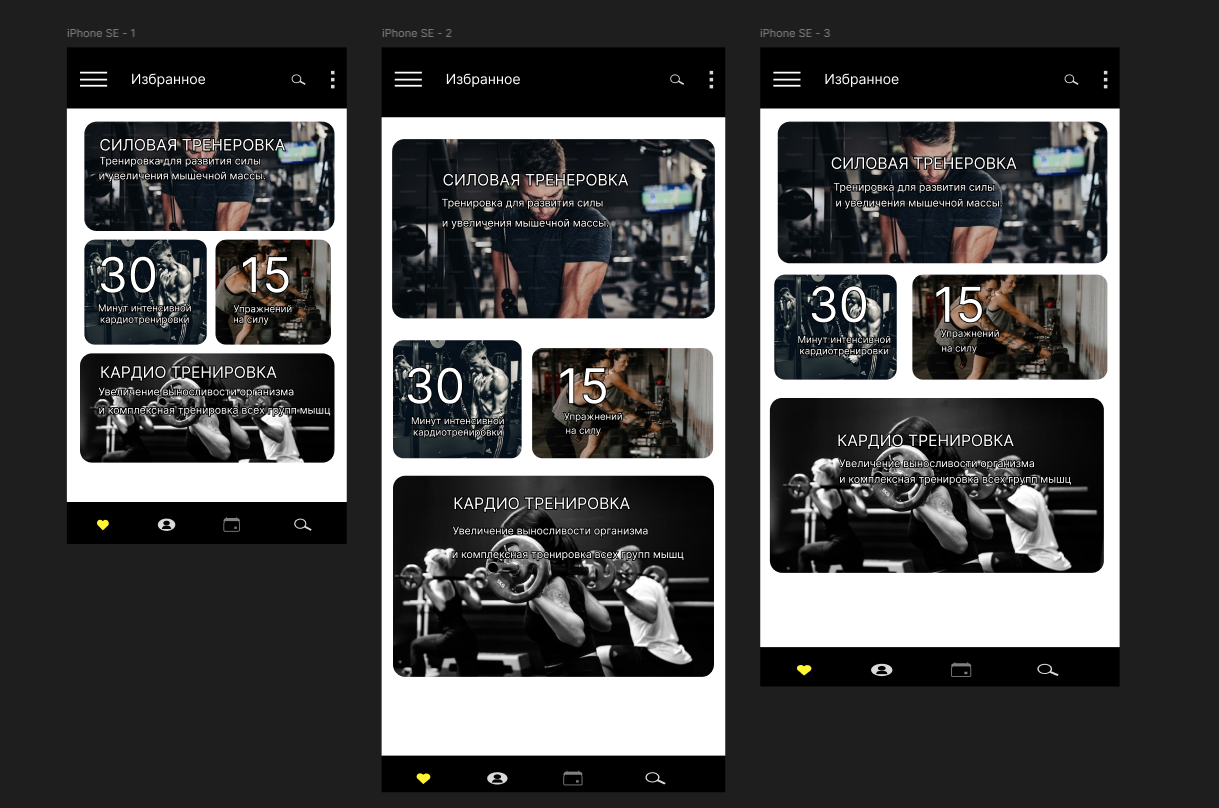 iPhone SE - 1
Избранное
СИЛОВАЯ ТРЕНЕРОВКА
Тренировка для развития силы
и увеличения мышечной массы.
30
Минут интенсивной
кардиотренировки
15
Упражнений
на силу
КАРДИО ТРЕНИРОВКА
Увеличение выносливости организма
и комплексная тренировка всех групп мышц
iPhone SE - 2
Избранное
СИЛОВАЯ ТРЕНЕРОВКА
Тренировка для развития силы
и увеличения мышечной массы.
30
Минут интенсивной
кардиотренировки
15
Упражнений
на силу
КАРДИО ТРЕНИРОВКА
Увеличение выносливости организма
и комплексная тренировка всех групп мышц
iPhone SE - 3
Избранное
СИЛОВАЯ ТРЕНЕРОВКА
Тренировка для развития силы
и увеличения мышечной массы.
30
Минут интенсивной
кардиотренировки
15
Упражнений
на силу
КАРДИО ТРЕНИРОВКА
Увеличение выносливости организма
и комплексная тренировка всех групп мышц